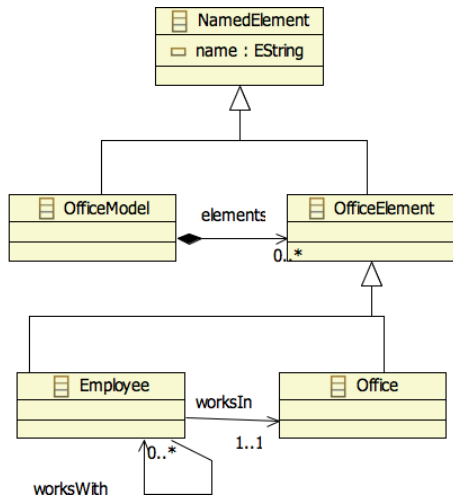 NamedElement
name : EString
OfficeModel
elements
OfficeElement
0..*
Employee
worksIn
Office
0..*
1..1
worksWith